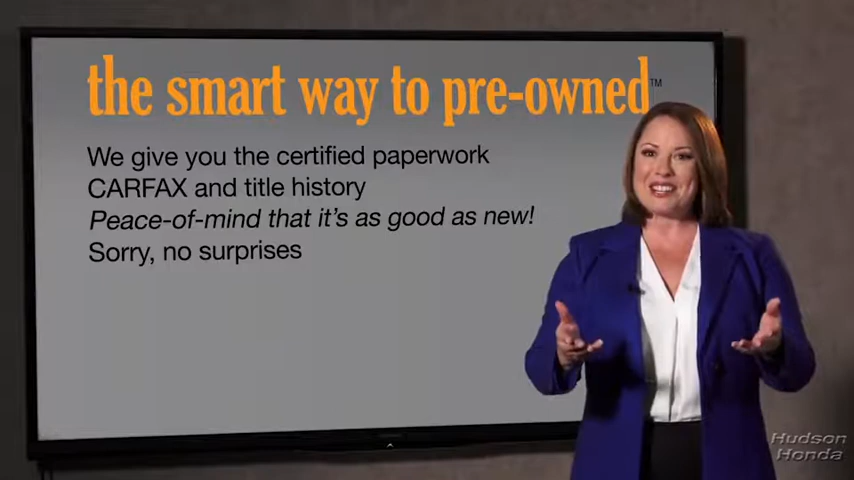 the smart way to pre-owned™
We give you the certified paperwork
CARFAX and title history
Peace-of-mind that it's as good as new!
Sorry, no surprises
Hudson
Honda